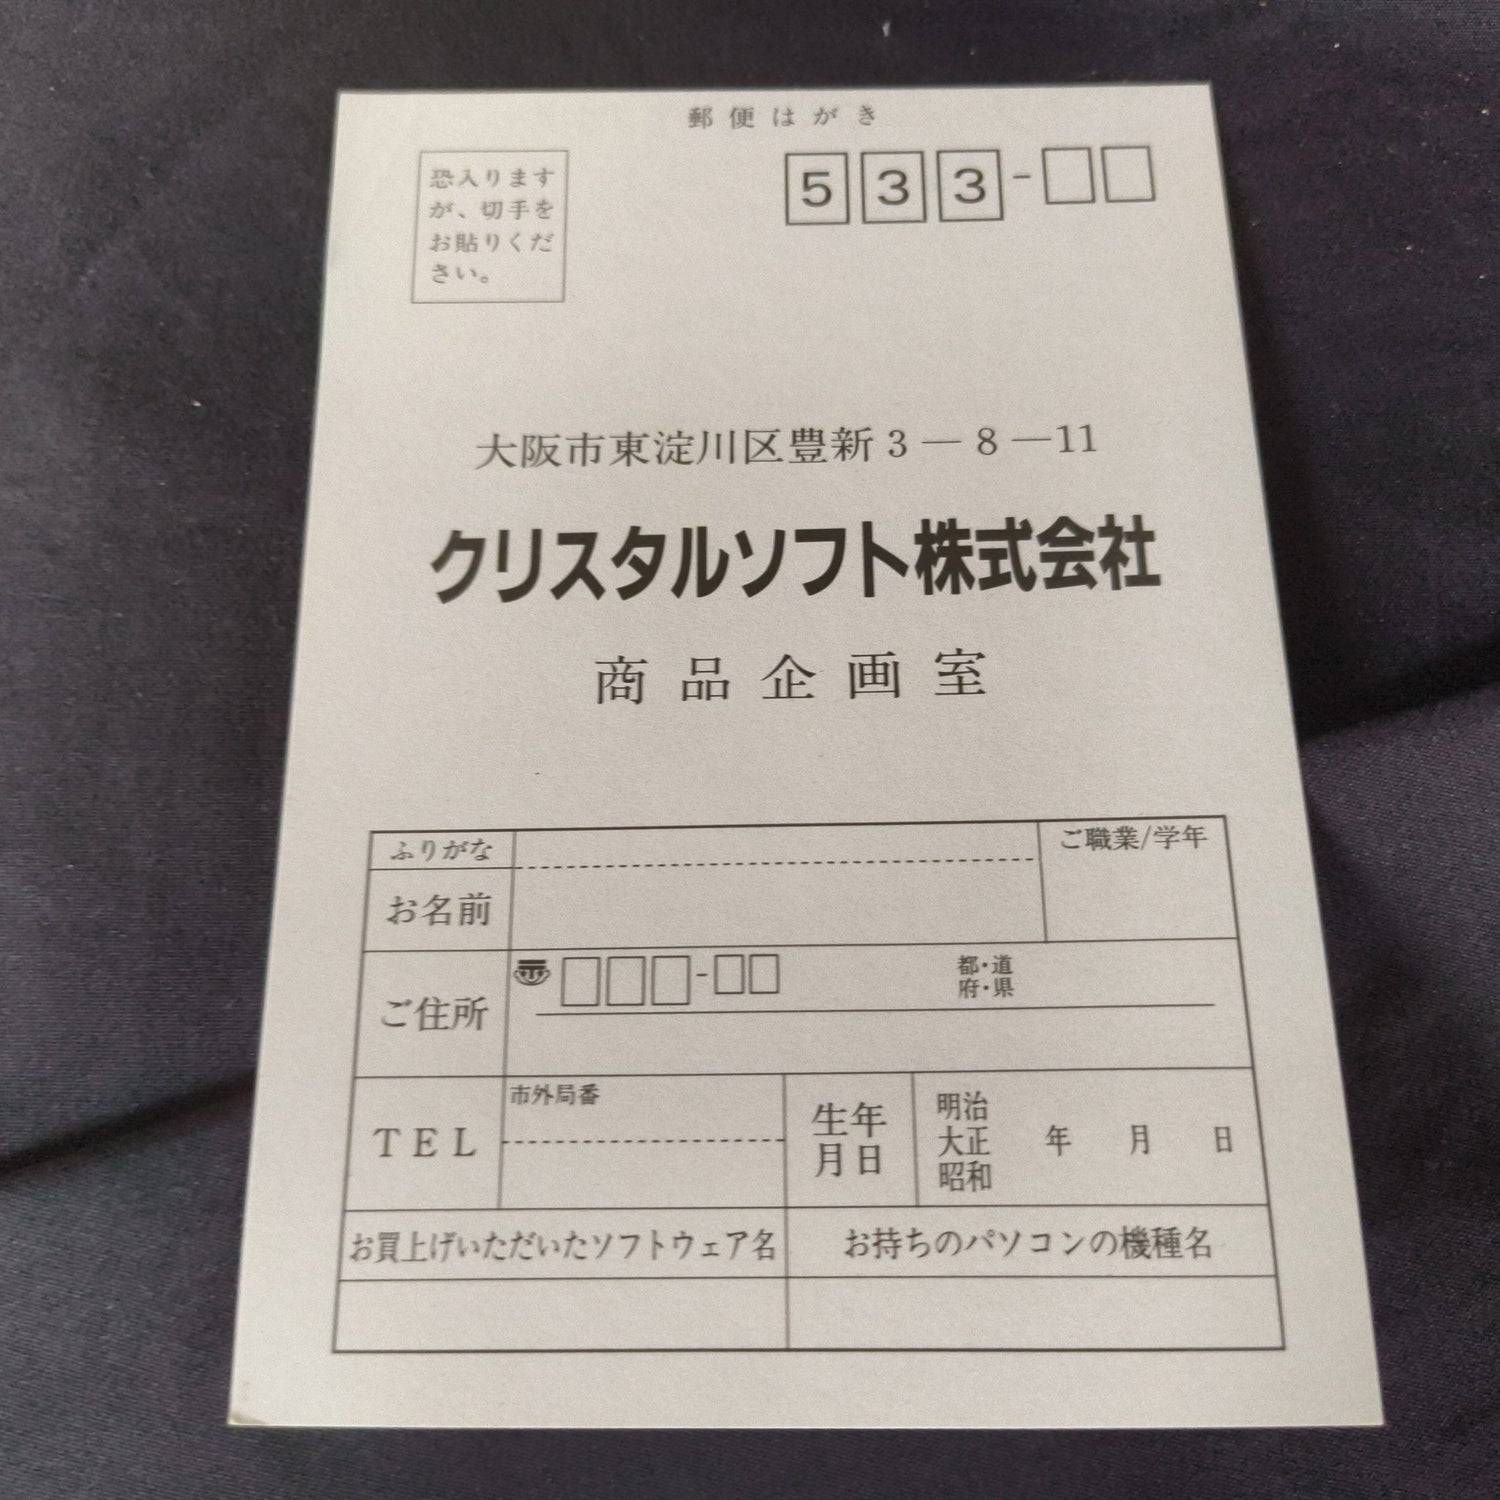 郵便はがき
恐入ります
が、切手を
お貼りくだ
さい。
533-
大阪市東淀川区豊新3―8―11
クリスタルソフト株式会社
商品企画室
ふりがな
ご職業/学年
お名前
ご住所
〠 -
都・道
府・県
TEL
市外局番
生年
月日
明治
大正 年 月 日
昭和
お買上げいただいたソフトウェア名
お持ちのパソコンの機種名